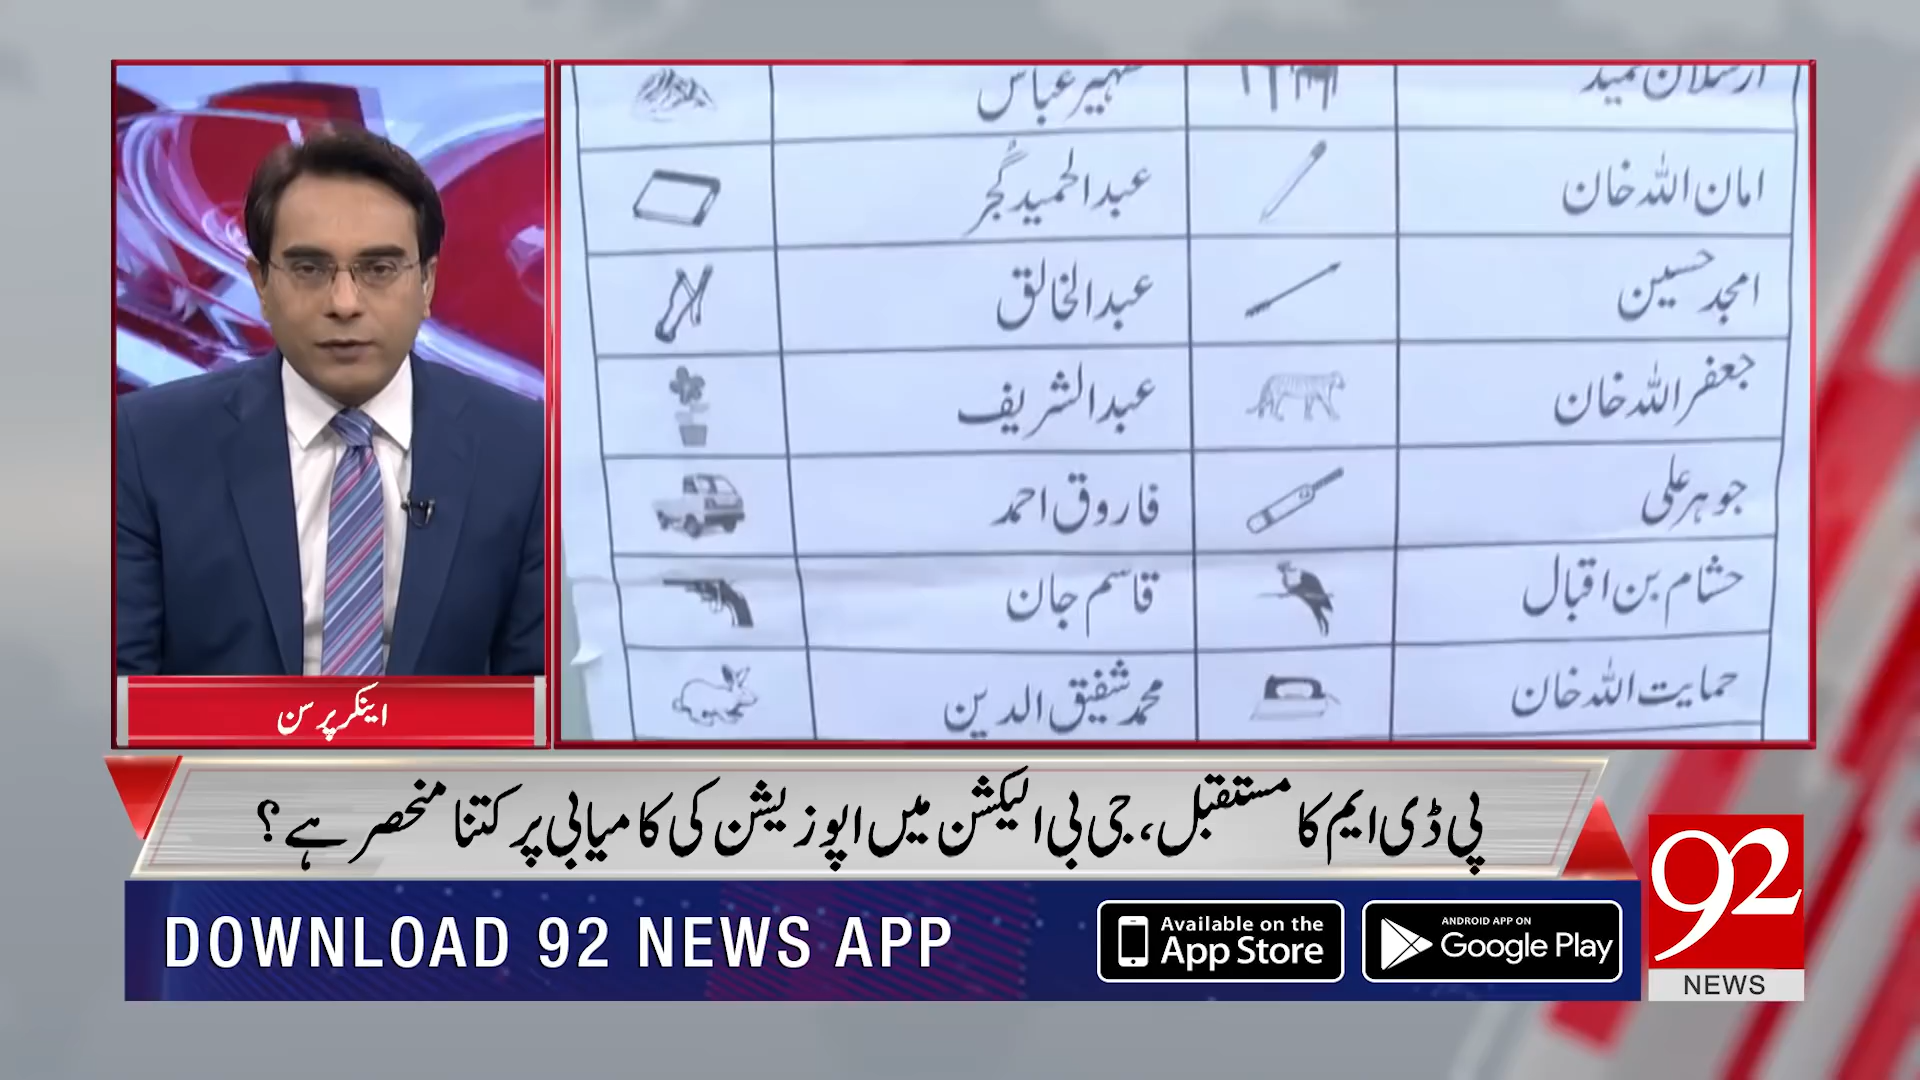 ارسلان حمید ظہیر عباس
امان اللہ خان عبدالحمید گجر
امجد حسین عبدالخالق
جعفر اللہ خان عبدالشریف
جوہر علی فاروق احمد
حشام بن اقبال قاسم جان
حمایت اللہ خان محمد شفیق الدین
اینکر پرسن
پی ڈی ایم کا مستقبل، جی بی الیکشن میں اپوزیشن کی کامیابی پر کتنا منحصر ہے؟
DOWNLOAD 92 NEWS APP
Available on the
App Store
ANDROID APP ON
Google Play
92
NEWS